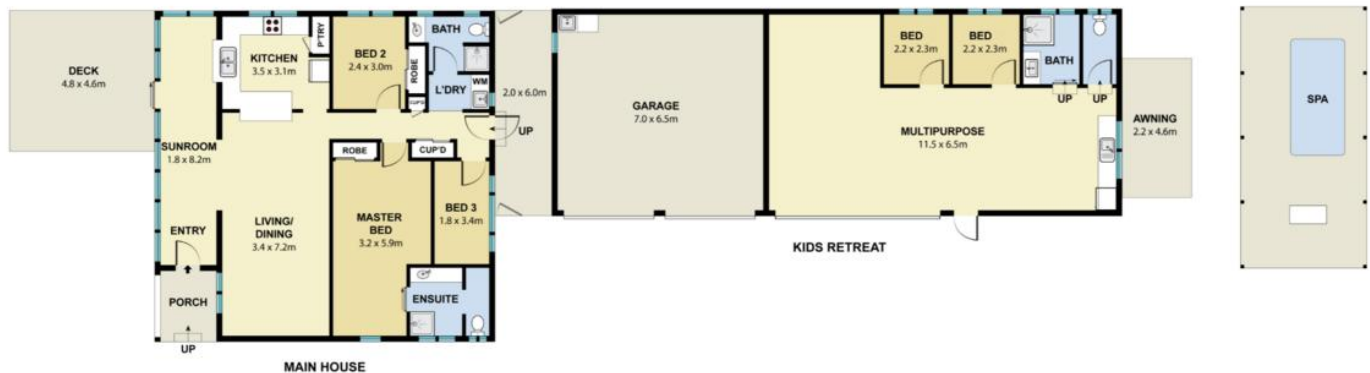 DECK
4.8 x 4.6m
KITCHEN
3.5 x 3.1m
P'TRY
BED 2
2.4 x 3.0m
ROBE
BATH
L'DRY
WM
CUP'D
2.0 x 6.0m
UP
SUNROOM
1.8 x 8.2m
ENTRY
PORCH
UP
LIVING/
DINING
3.4 x 7.2m
ROBE
CUP'D
MASTER
BED
3.2 x 5.9m
BED 3
1.8 x 3.4m
ENSUITE
MAIN HOUSE
GARAGE
7.0 x 6.5m
BED
2.2 x 2.3m
BED
2.2 x 2.3m
BATH
UP
UP
MULTIPURPOSE
11.5 x 6.5m
AWNING
2.2 x 4.6m
KIDS RETREAT
SPA